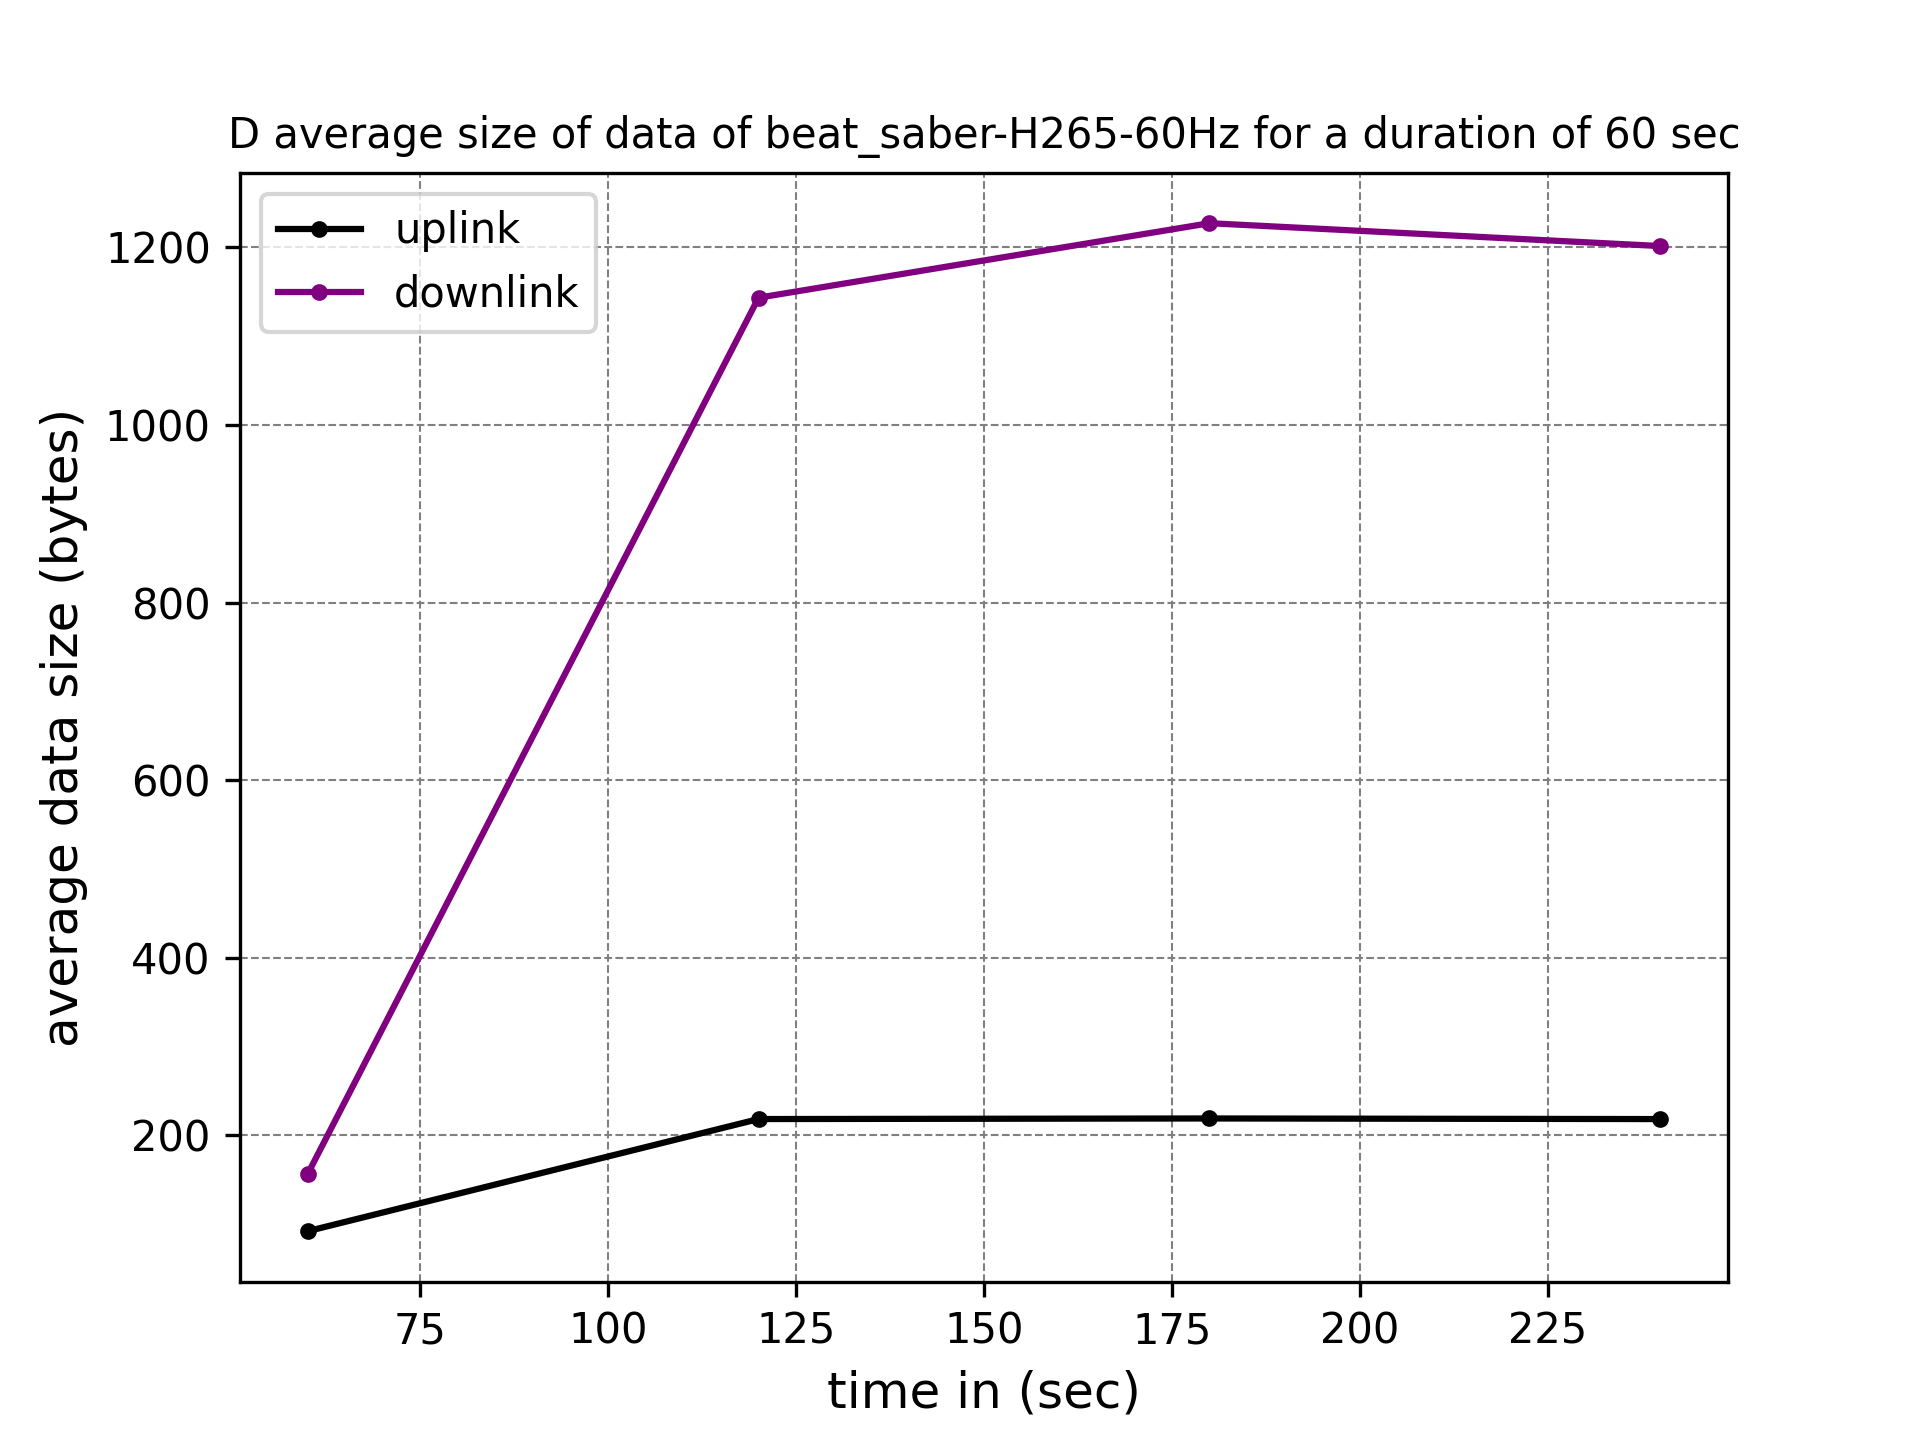 D average size of data of beat_saber-H265-60Hz for a duration of 60 sec
uplink
downlink
1200
1000
800
600
400
200
average data size (bytes)
75 100 125 150 175 200 225
time in (sec)